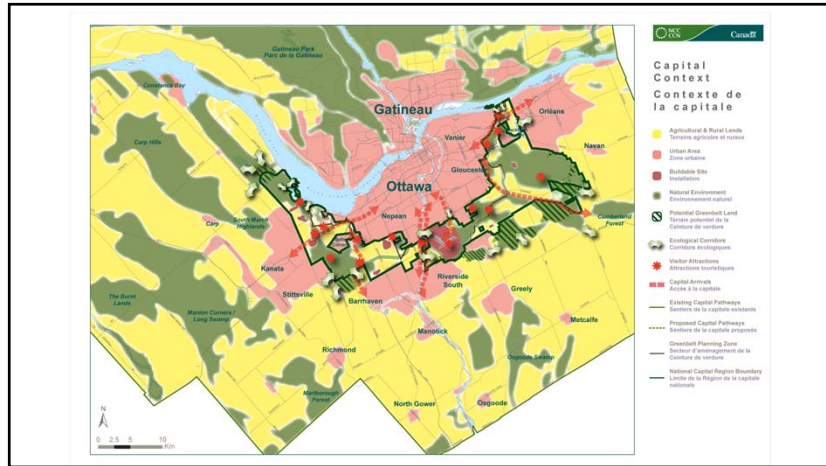 Gatineau Park
Parc de la Gatineau
Constance Bay
Gatineau
Orléans
Vanier
Carp Hills
Navan
Gloucester
Ottawa
Nepean
South March
Highlands
Cumberland
Forest
Carp
Kanata
Riverside
South
Stittsville
Barrhaven
Greely
The Burnt
Lands
Manion Corners /
Long Swamp
Manotick
Metcalfe
Richmond
Osgoode Swamp
Marlborough
Forest
North Gower
Osgoode
N
0 2.5 5 10
Km
NCC
CCN
Canada
Capital
Context
Contexte de
la capitale
Agricultural & Rural Lands
Terrains agricoles et ruraux
Urban Area
Zone urbaine
Buildable Site
Installation
Natural Environment
Environnement naturel
Potential Greenbelt Land
Terrain potentiel de la
Ceinture de verdure
Ecological Corridors
Corridors écologiques
Visitor Attractions
Attractions touristiques
Capital Arrivals
Accès à la capitale
Existing Capital Pathways
Sentiers de la capitale existants
Proposed Capital Pathways
Sentiers de la capitale proposés
Greenbelt Planning Zone
Secteur d'aménagement de la
Ceinture de verdure
National Capital Region Boundary
Limite de la Région de la capitale
nationale